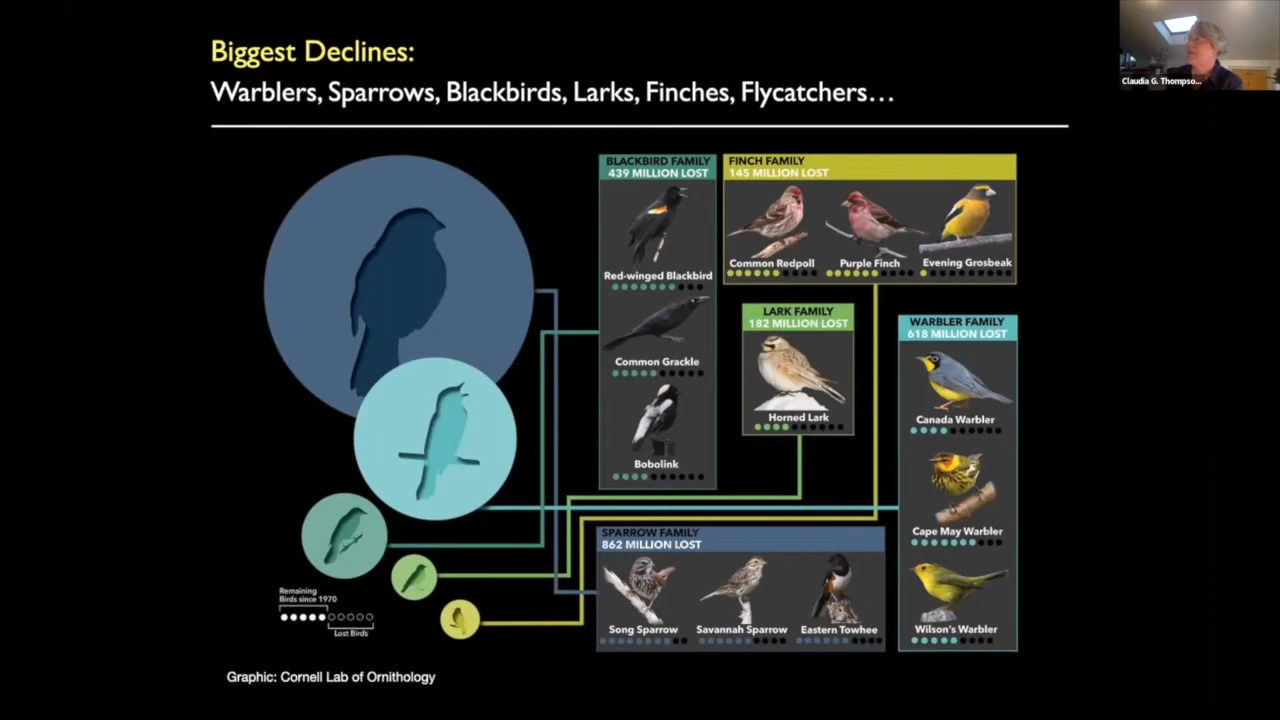 Biggest Declines:
Warblers, Sparrows, Blackbirds, Larks, Finches, Flycatchers…
Claudia G. Thompso...
BLACKBIRD FAMILY
439 MILLION LOST
Red-winged Blackbird
Common Grackle
Bobolink
FINCH FAMILY
145 MILLION LOST
Common Redpoll
Purple Finch
Evening Grosbeak
LARK FAMILY
182 MILLION LOST
Horned Lark
WARBLER FAMILY
618 MILLION LOST
Canada Warbler
Cape May Warbler
Wilson's Warbler
SPARROW FAMILY
862 MILLION LOST
Song Sparrow
Savannah Sparrow
Eastern Towhee
Remaining
Birds since 1970
Lost Birds
Graphic: Cornell Lab of Ornithology